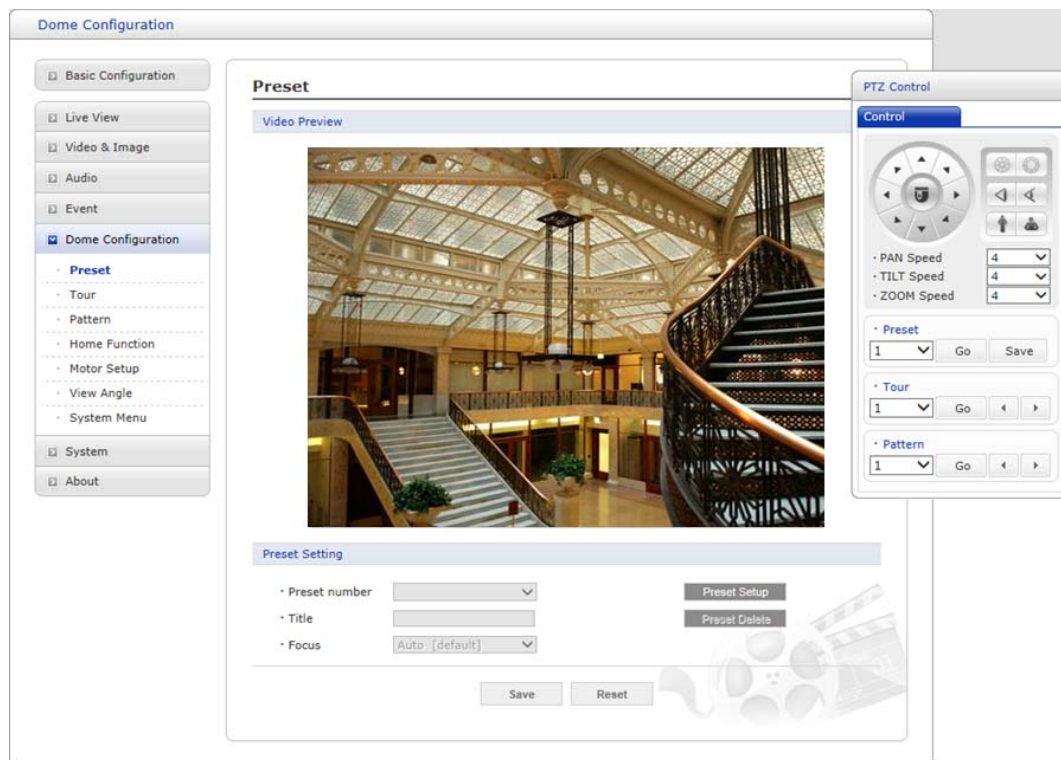 Dome Configuration
Basic Configuration
Live View
Video & Image
Audio
Event
Dome Configuration
Preset
Tour
Pattern
Home Function
Motor Setup
View Angle
System Menu
System
About
Preset
Video Preview
Preset Setting
· Preset number
· Title
· Focus Auto [default]
Preset Setup
Preset Delete
Save Reset
PTZ Control
Control
· PAN Speed 4
· TILT Speed 4
· ZOOM Speed 4
· Preset
1 Go Save
· Tour
1 Go
· Pattern
1 Go